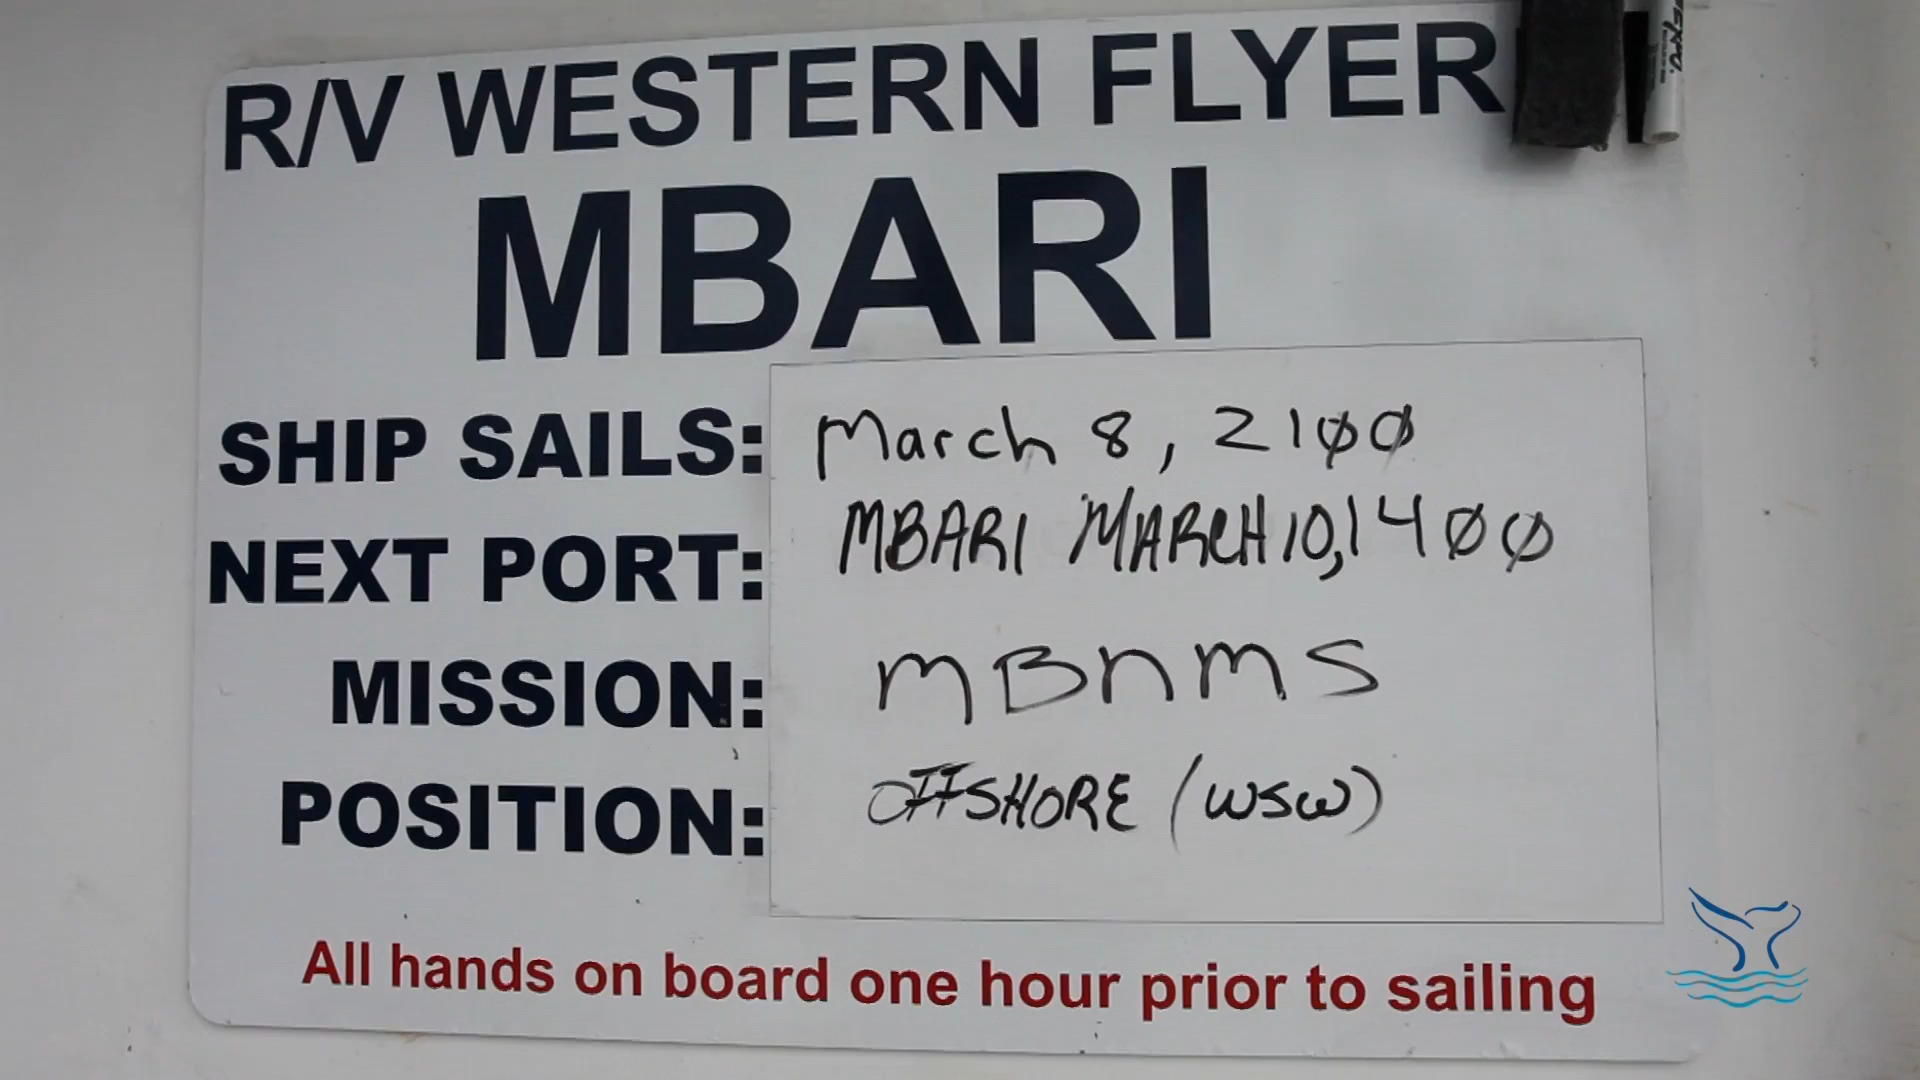 R/V WESTERN FLYER
MBARI
SHIP SAILS: March 8, 2100
NEXT PORT: MBARI MARCH 10, 1400
MISSION: MBNMS
POSITION: OFFSHORE (WSW)
All hands on board one hour prior to sailing